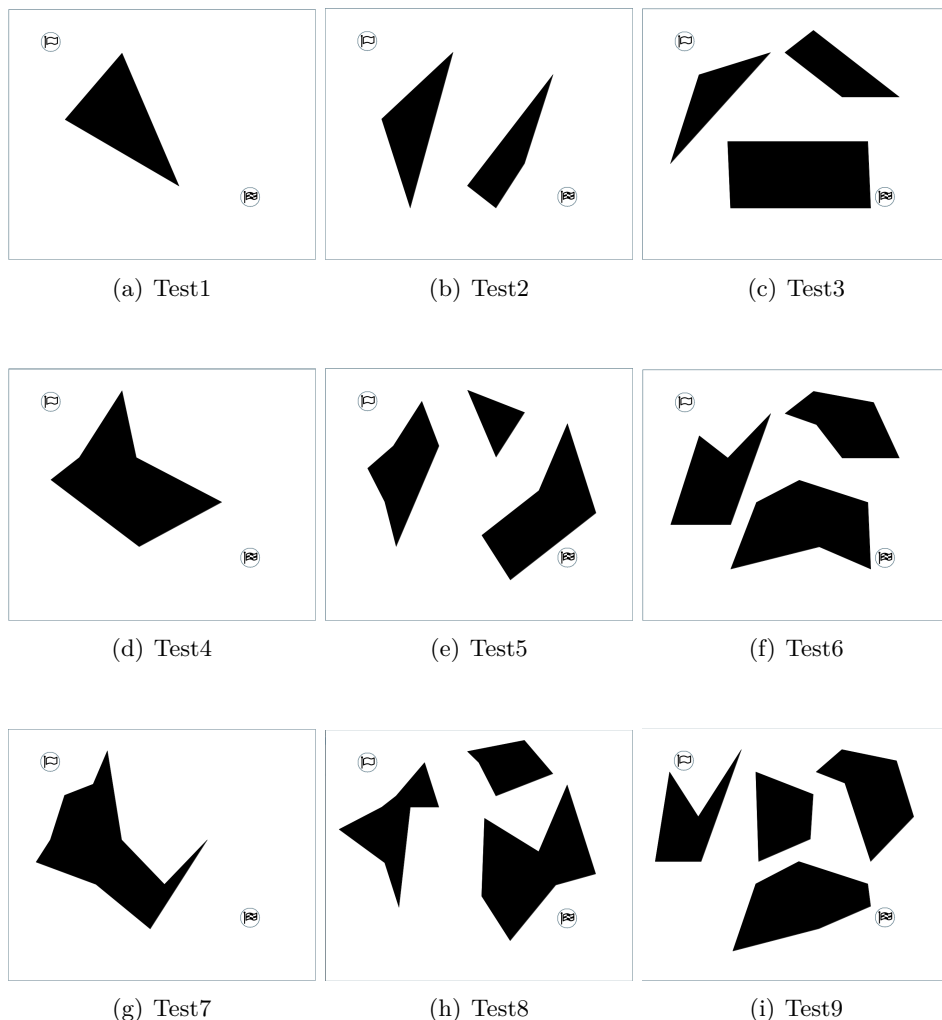 (a) Test1
(b) Test2
(c) Test3
(d) Test4
(e) Test5
(f) Test6
(g) Test7
(h) Test8
(i) Test9